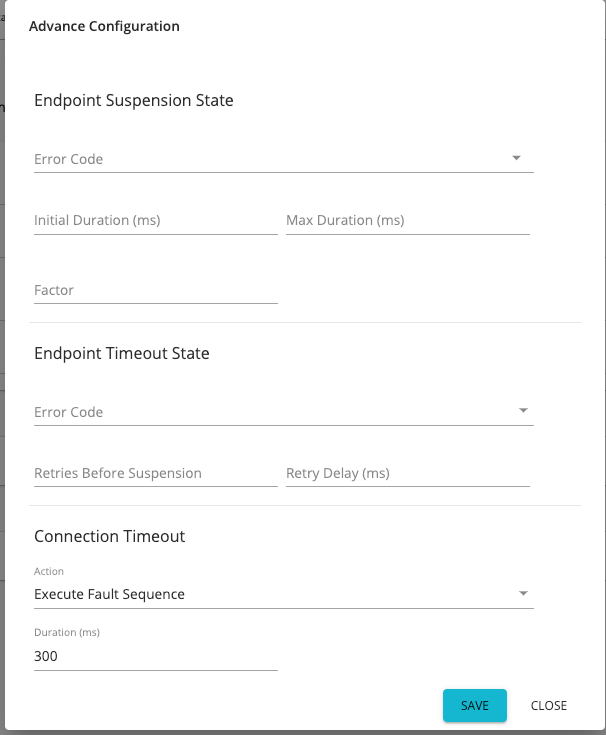 Advance Configuration
Endpoint Suspension State
Error Code
Initial Duration (ms) Max Duration (ms)
Factor
Endpoint Timeout State
Error Code
Retries Before Suspension Retry Delay (ms)
Connection Timeout
Action
Execute Fault Sequence
Duration (ms)
300
SAVE CLOSE